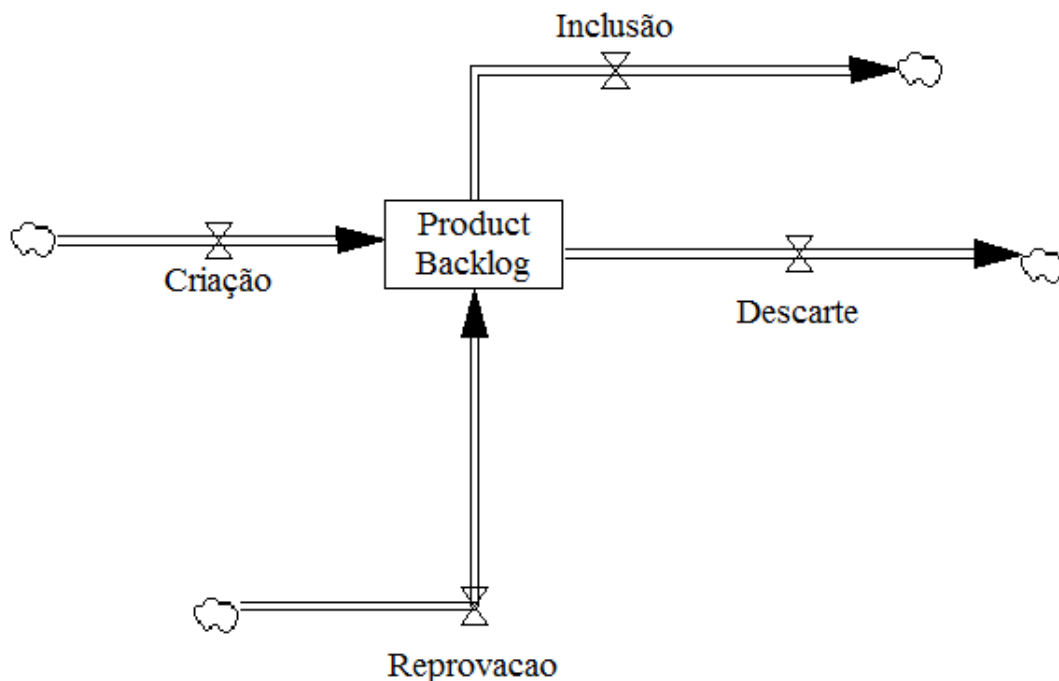 Inclusão
Product
Backlog
Criação
Descarte
Reprovacao